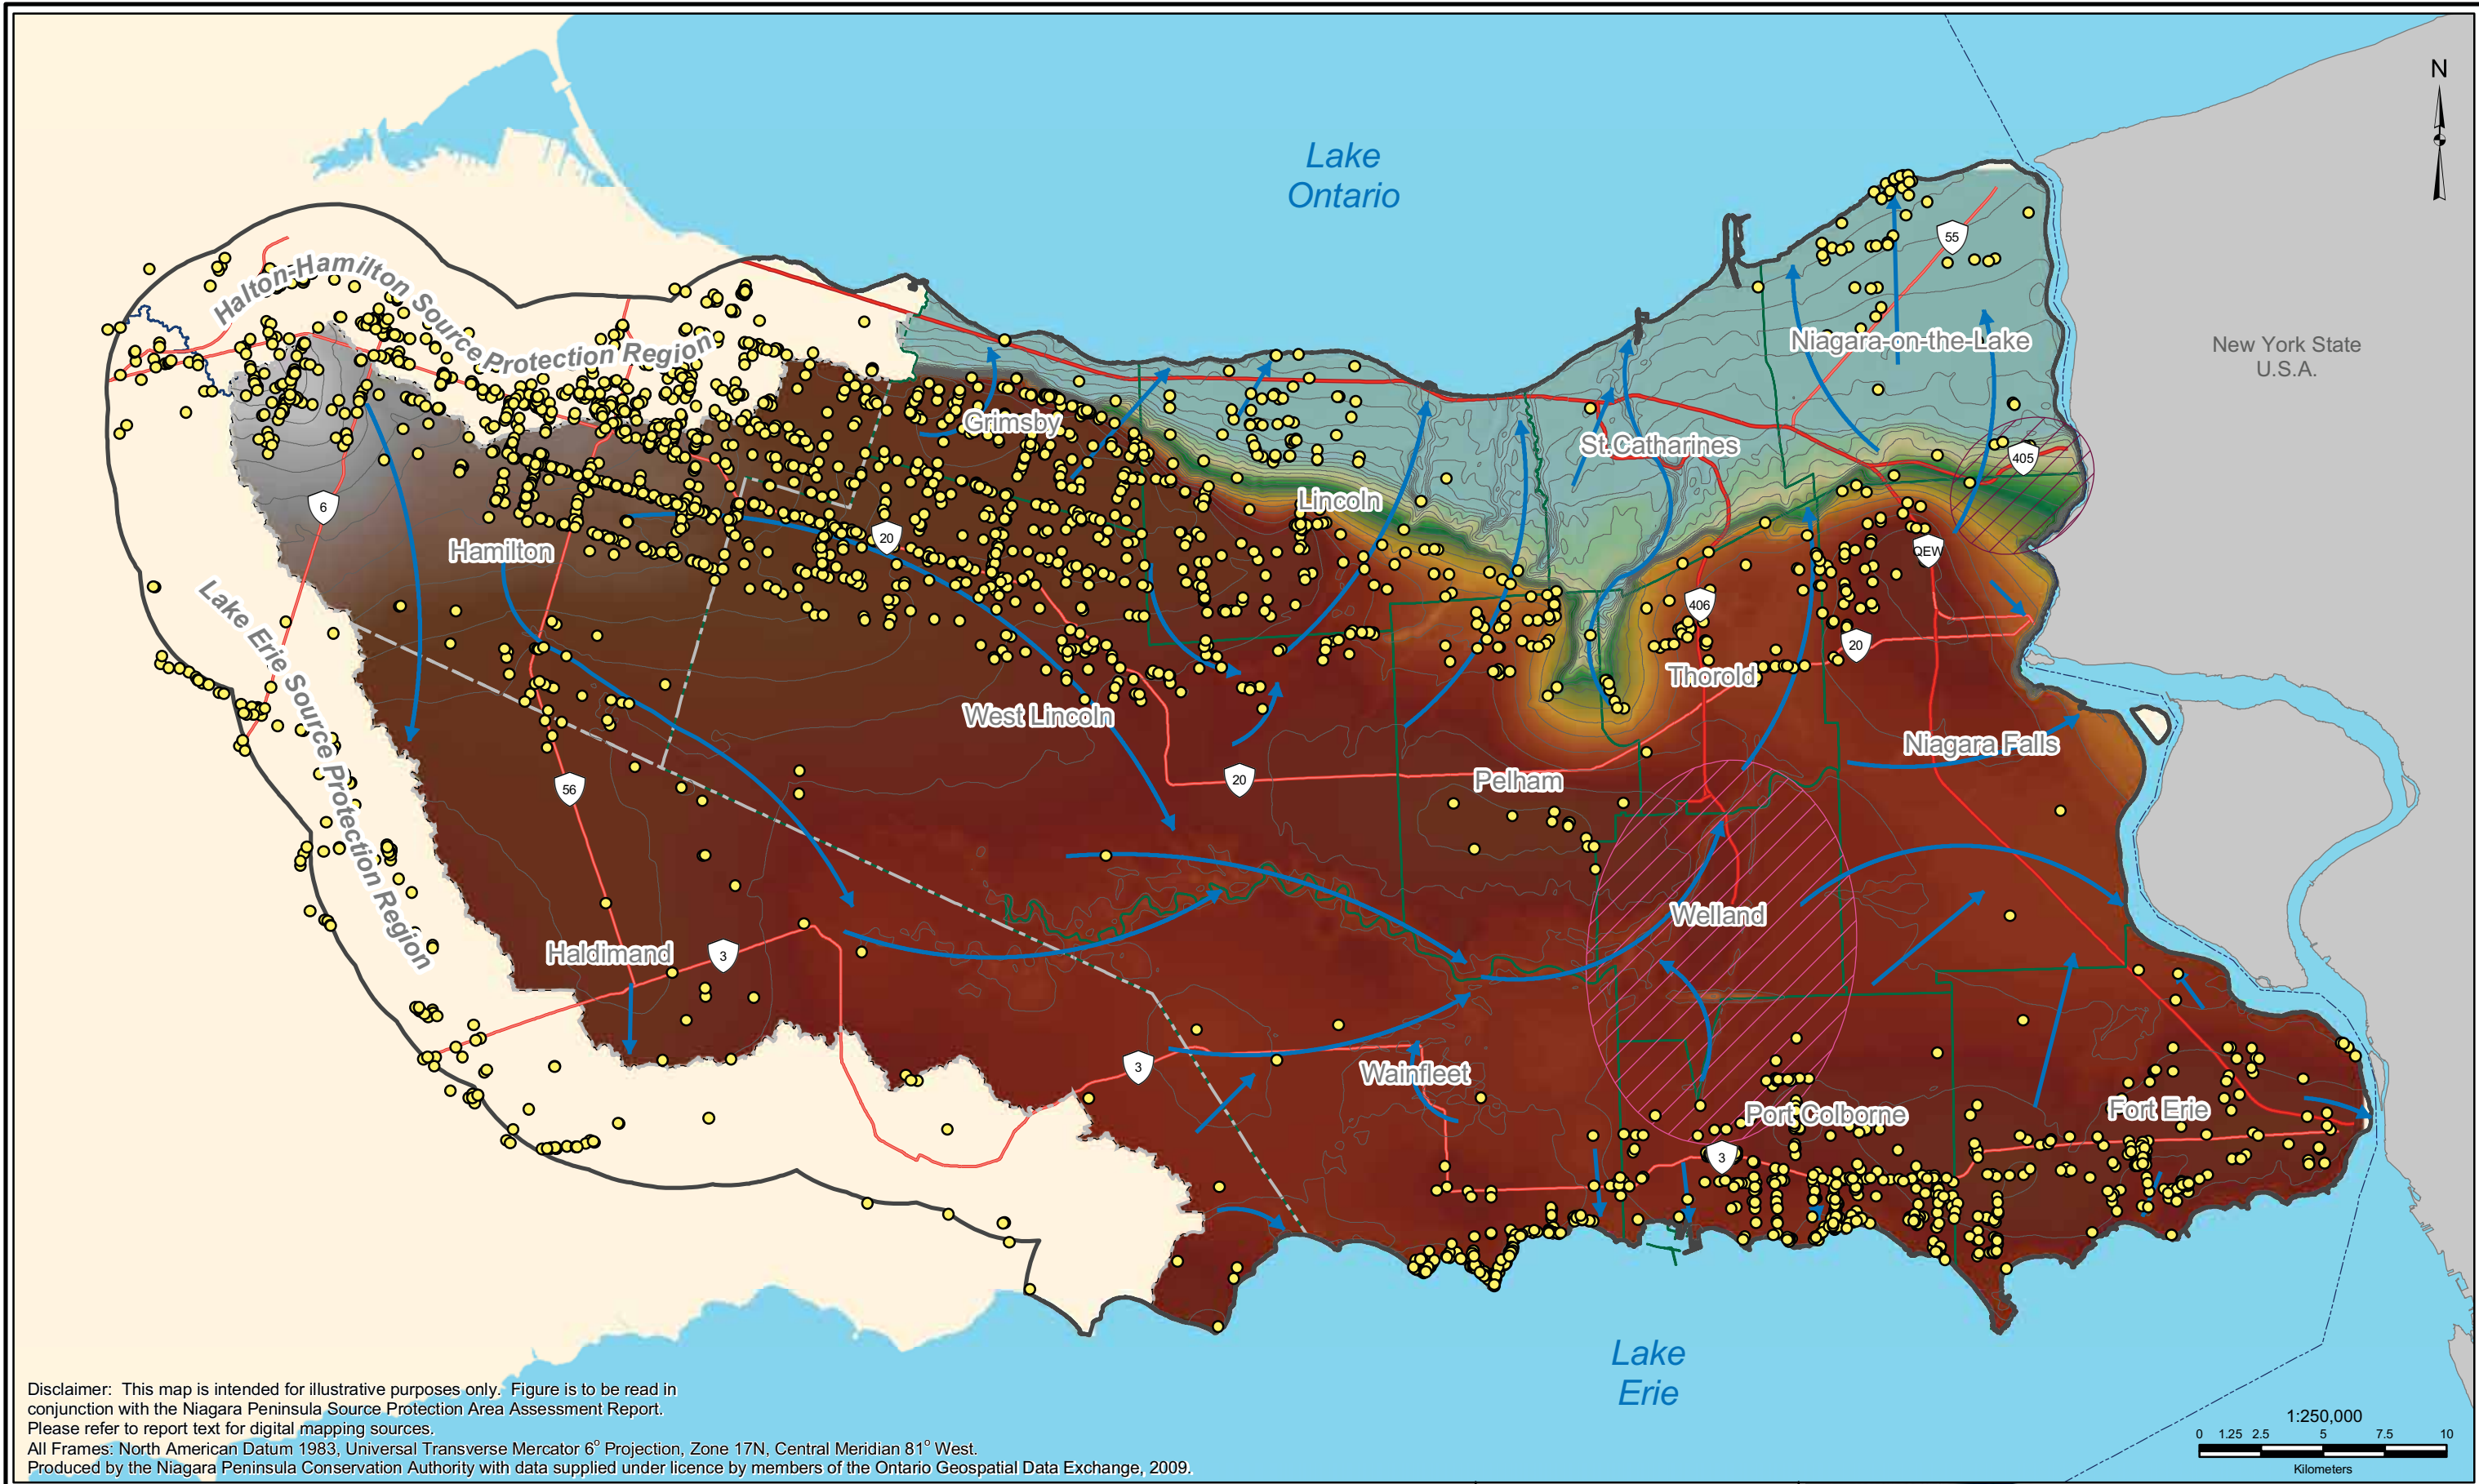 N
Lake
Ontario
55
Halton-Hamilton Source Protection Region
Niagara-on-the-Lake
New York State
U.S.A.
Grimsby
St.Catharines
405
Lincoln
6
20
Hamilton
QEW
406
20
Lake Erie Source Protection Region
Thorold
West Lincoln
Niagara Falls
20
Pelham
56
Welland
Haldimand
3
3
Wainfleet
Port Colborne
Fort Erie
3
Lake
Erie
Disclaimer: This map is intended for illustrative purposes only. Figure is to be read in
conjunction with the Niagara Peninsula Source Protection Area Assessment Report.
Please refer to report text for digital mapping sources.
All Frames: North American Datum 1983, Universal Transverse Mercator 6° Projection, Zone 17N, Central Meridian 81° West.
Produced by the Niagara Peninsula Conservation Authority with data supplied under licence by members of the Ontario Geospatial Data Exchange, 2009.
1:250,000
0 1.25 2.5 5 7.5 10
Kilometers